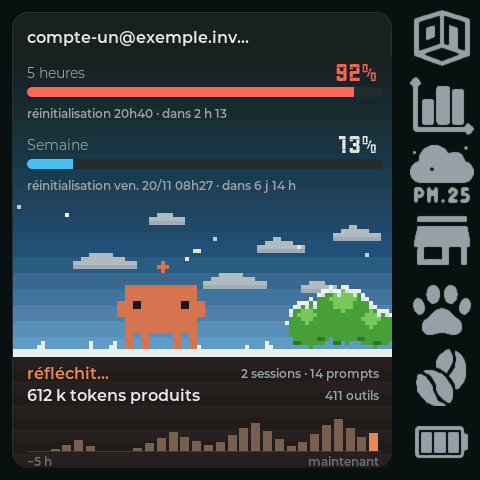 compte-un@exemple.inv...
5 heures 92%
réinitialisation 20h40 · dans 2 h 13
Semaine 13%
réinitialisation ven. 20/11 08h27 · dans 6 j 14 h
PM.25
réfléchit... 2 sessions · 14 prompts
612 k tokens produits 411 outils
−5 h maintenant